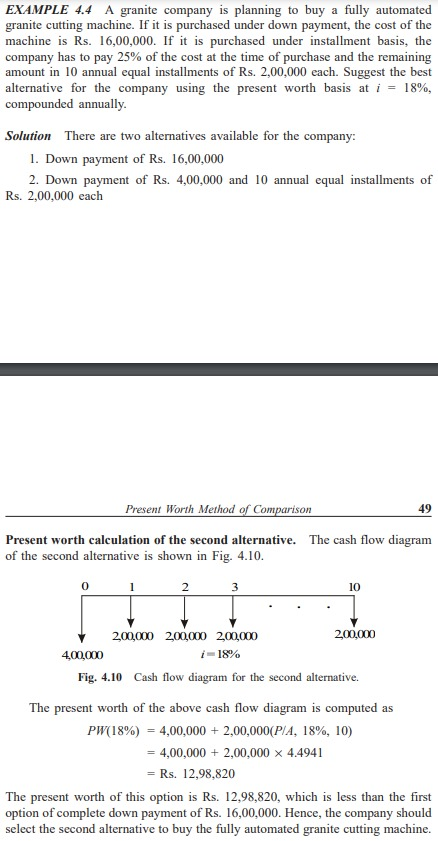 EXAMPLE 4.4 A granite company is planning to buy a fully automated
granite cutting machine. If it is purchased under down payment, the cost of the
machine is Rs. 16,00,000. If it is purchased under installment basis, the
company has to pay 25% of the cost at the time of purchase and the remaining
amount in 10 annual equal installments of Rs. 2,00,000 each. Suggest the best
alternative for the company using the present worth basis at i = 18%,
compounded annually.
Solution There are two alternatives available for the company:
1. Down payment of Rs. 16,00,000
2. Down payment of Rs. 4,00,000 and 10 annual equal installments of
Rs. 2,00,000 each
Present Worth Method of Comparison 49
Present worth calculation of the second alternative. The cash flow diagram
of the second alternative is shown in Fig. 4.10.
0 1 2 3 10
. . .
2,00,000 2,00,000 2,00,000 2,00,000
4,00,000 i = 18%
Fig. 4.10 Cash flow diagram for the second alternative.
The present worth of the above cash flow diagram is computed as
PW(18%) = 4,00,000 + 2,00,000(P/A, 18%, 10)
= 4,00,000 + 2,00,000 × 4.4941
= Rs. 12,98,820
The present worth of this option is Rs. 12,98,820, which is less than the first
option of complete down payment of Rs. 16,00,000. Hence, the company should
select the second alternative to buy the fully automated granite cutting machine.